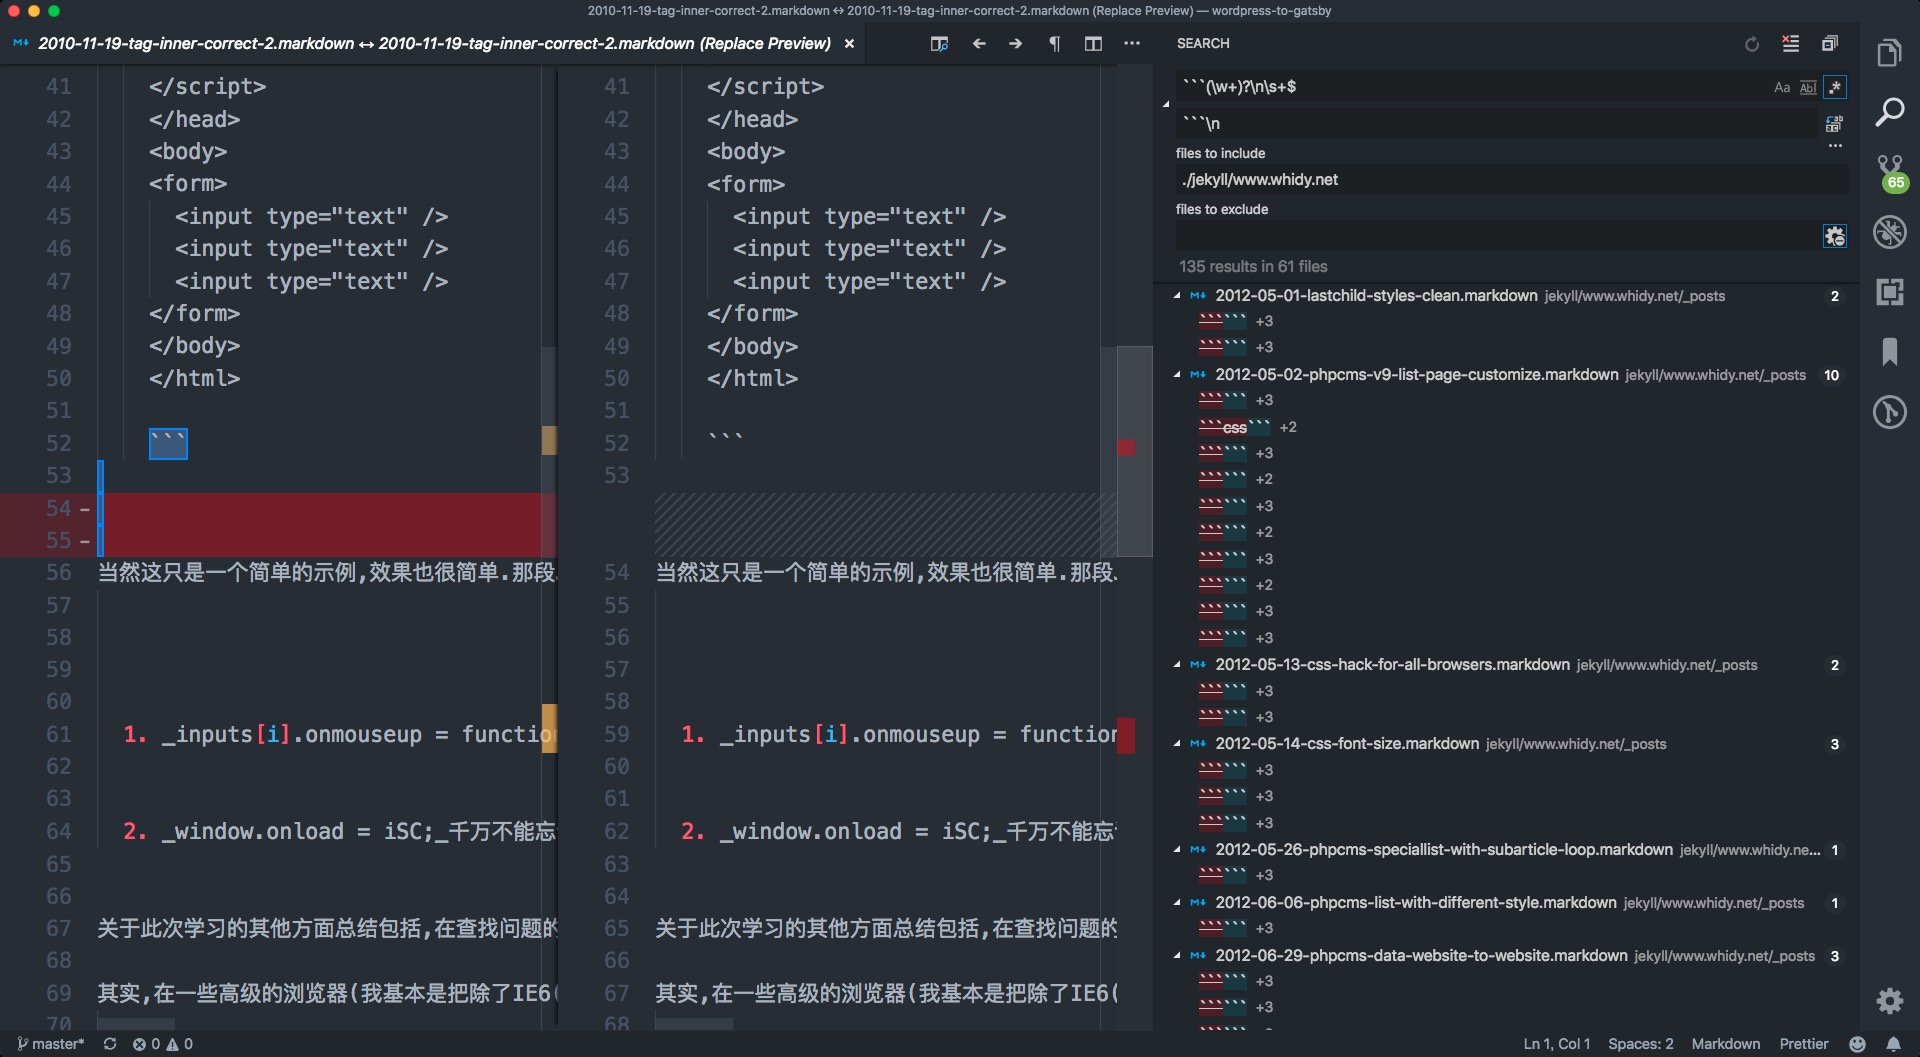 2010-11-19-tag-inner-correct-2.markdown ↔ 2010-11-19-tag-inner-correct-2.markdown (Replace Preview) — wordpress-to-gatsby
2010-11-19-tag-inner-correct-2.markdown ↔ 2010-11-19-tag-inner-correct-2.markdown (Replace Preview) ×
41 </script>
42 </head>
43 <body>
44 <form>
45 <input type="text" />
46 <input type="text" />
47 <input type="text" />
48 </form>
49 </body>
50 </html>
51
52 ```
53
54 -
55 -
56 当然这只是一个简单的示例,效果也很简单.那段
57
58
59
60
61 1. _inputs[i].onmouseup = functio
62
63
64 2. _window.onload = iSC;_千万不能忘
65
66
67 关于此次学习的其他方面总结包括,在查找问题的
68
69 其实,在一些高级的浏览器(我基本是把除了IE6(
70
41 </script>
42 </head>
43 <body>
44 <form>
45 <input type="text" />
46 <input type="text" />
47 <input type="text" />
48 </form>
49 </body>
50 </html>
51
52 ```
53
54 当然这只是一个简单的示例,效果也很简单.那段
55
56
57
58
59 1. _inputs[i].onmouseup = function
60
61
62 2. _window.onload = iSC;_千万不能忘
63
64
65 关于此次学习的其他方面总结包括,在查找问题的
66
67 其实,在一些高级的浏览器(我基本是把除了IE6(
68
SEARCH
```(\w+)?\n\s+$ Aa Abl .*
```\n
files to include
./jekyll/www.whidy.net
files to exclude
135 results in 61 files
2012-05-01-lastchild-styles-clean.markdown jekyll/www.whidy.net/_posts 2
`````` +3
`````` +3
2012-05-02-phpcms-v9-list-page-customize.markdown jekyll/www.whidy.net/_posts 10
`````` +3
```css``` +2
`````` +3
`````` +2
`````` +3
`````` +2
`````` +3
`````` +2
`````` +3
`````` +3
2012-05-13-css-hack-for-all-browsers.markdown jekyll/www.whidy.net/_posts 2
`````` +3
`````` +3
2012-05-14-css-font-size.markdown jekyll/www.whidy.net/_posts 3
`````` +3
`````` +3
`````` +3
2012-05-26-phpcms-speciallist-with-subarticle-loop.markdown jekyll/www.whidy.ne... 1
`````` +3
2012-06-06-phpcms-list-with-different-style.markdown jekyll/www.whidy.net/_posts 1
`````` +3
2012-06-29-phpcms-data-website-to-website.markdown jekyll/www.whidy.net/_posts 3
`````` +3
`````` +3
65
master* 0 0
Ln 1, Col 1 Spaces: 2 Markdown Prettier